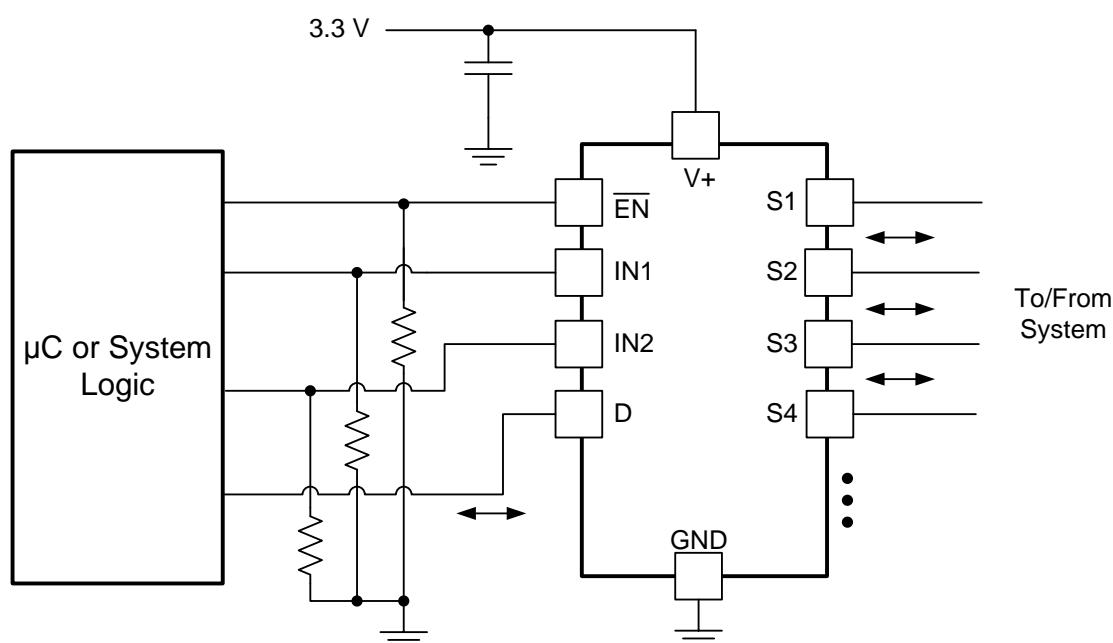 3.3 V
V+
EN
S1
IN1
S2
µC or System
Logic
IN2
S3
To/From
System
D
S4
GND